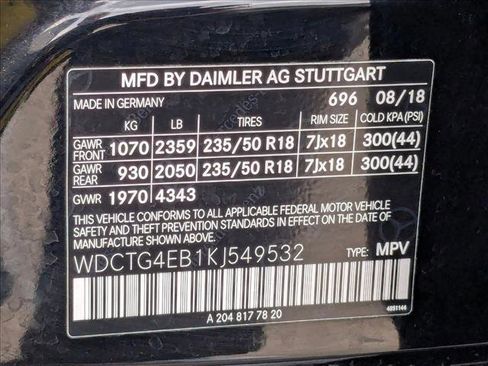 MFD BY DAIMLER AG STUTTGART
MADE IN GERMANY 696 08/18
KG LB TIRES RIM SIZE COLD KPA (PSI)
GAWR FRONT 1070 2359 235/50 R18 7Jx18 300(44)
GAWR REAR 930 2050 235/50 R18 7Jx18 300(44)
GVWR 1970 4343
THIS VEHICLE CONFORMS TO ALL APPLICABLE FEDERAL MOTOR VEHICLE
SAFETY AND THEFT PREVENTION STANDARDS IN EFFECT ON THE DATE
OF MANUFACTURE SHOWN ABOVE.
WDCTG4EB1KJ549532 TYPE: MPV
A 204 817 78 20